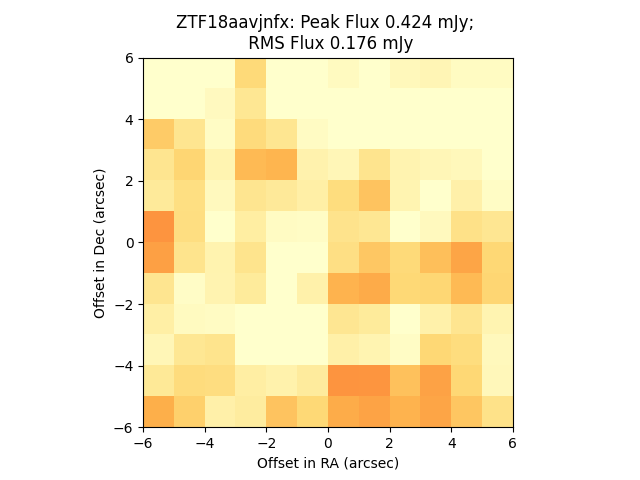 ZTF18aavjnfx: Peak Flux 0.424 mJy;
RMS Flux 0.176 mJy
6
4
2
0
−2
−4
−6
Offset in Dec (arcsec)
−6 −4 −2 0 2 4 6
Offset in RA (arcsec)